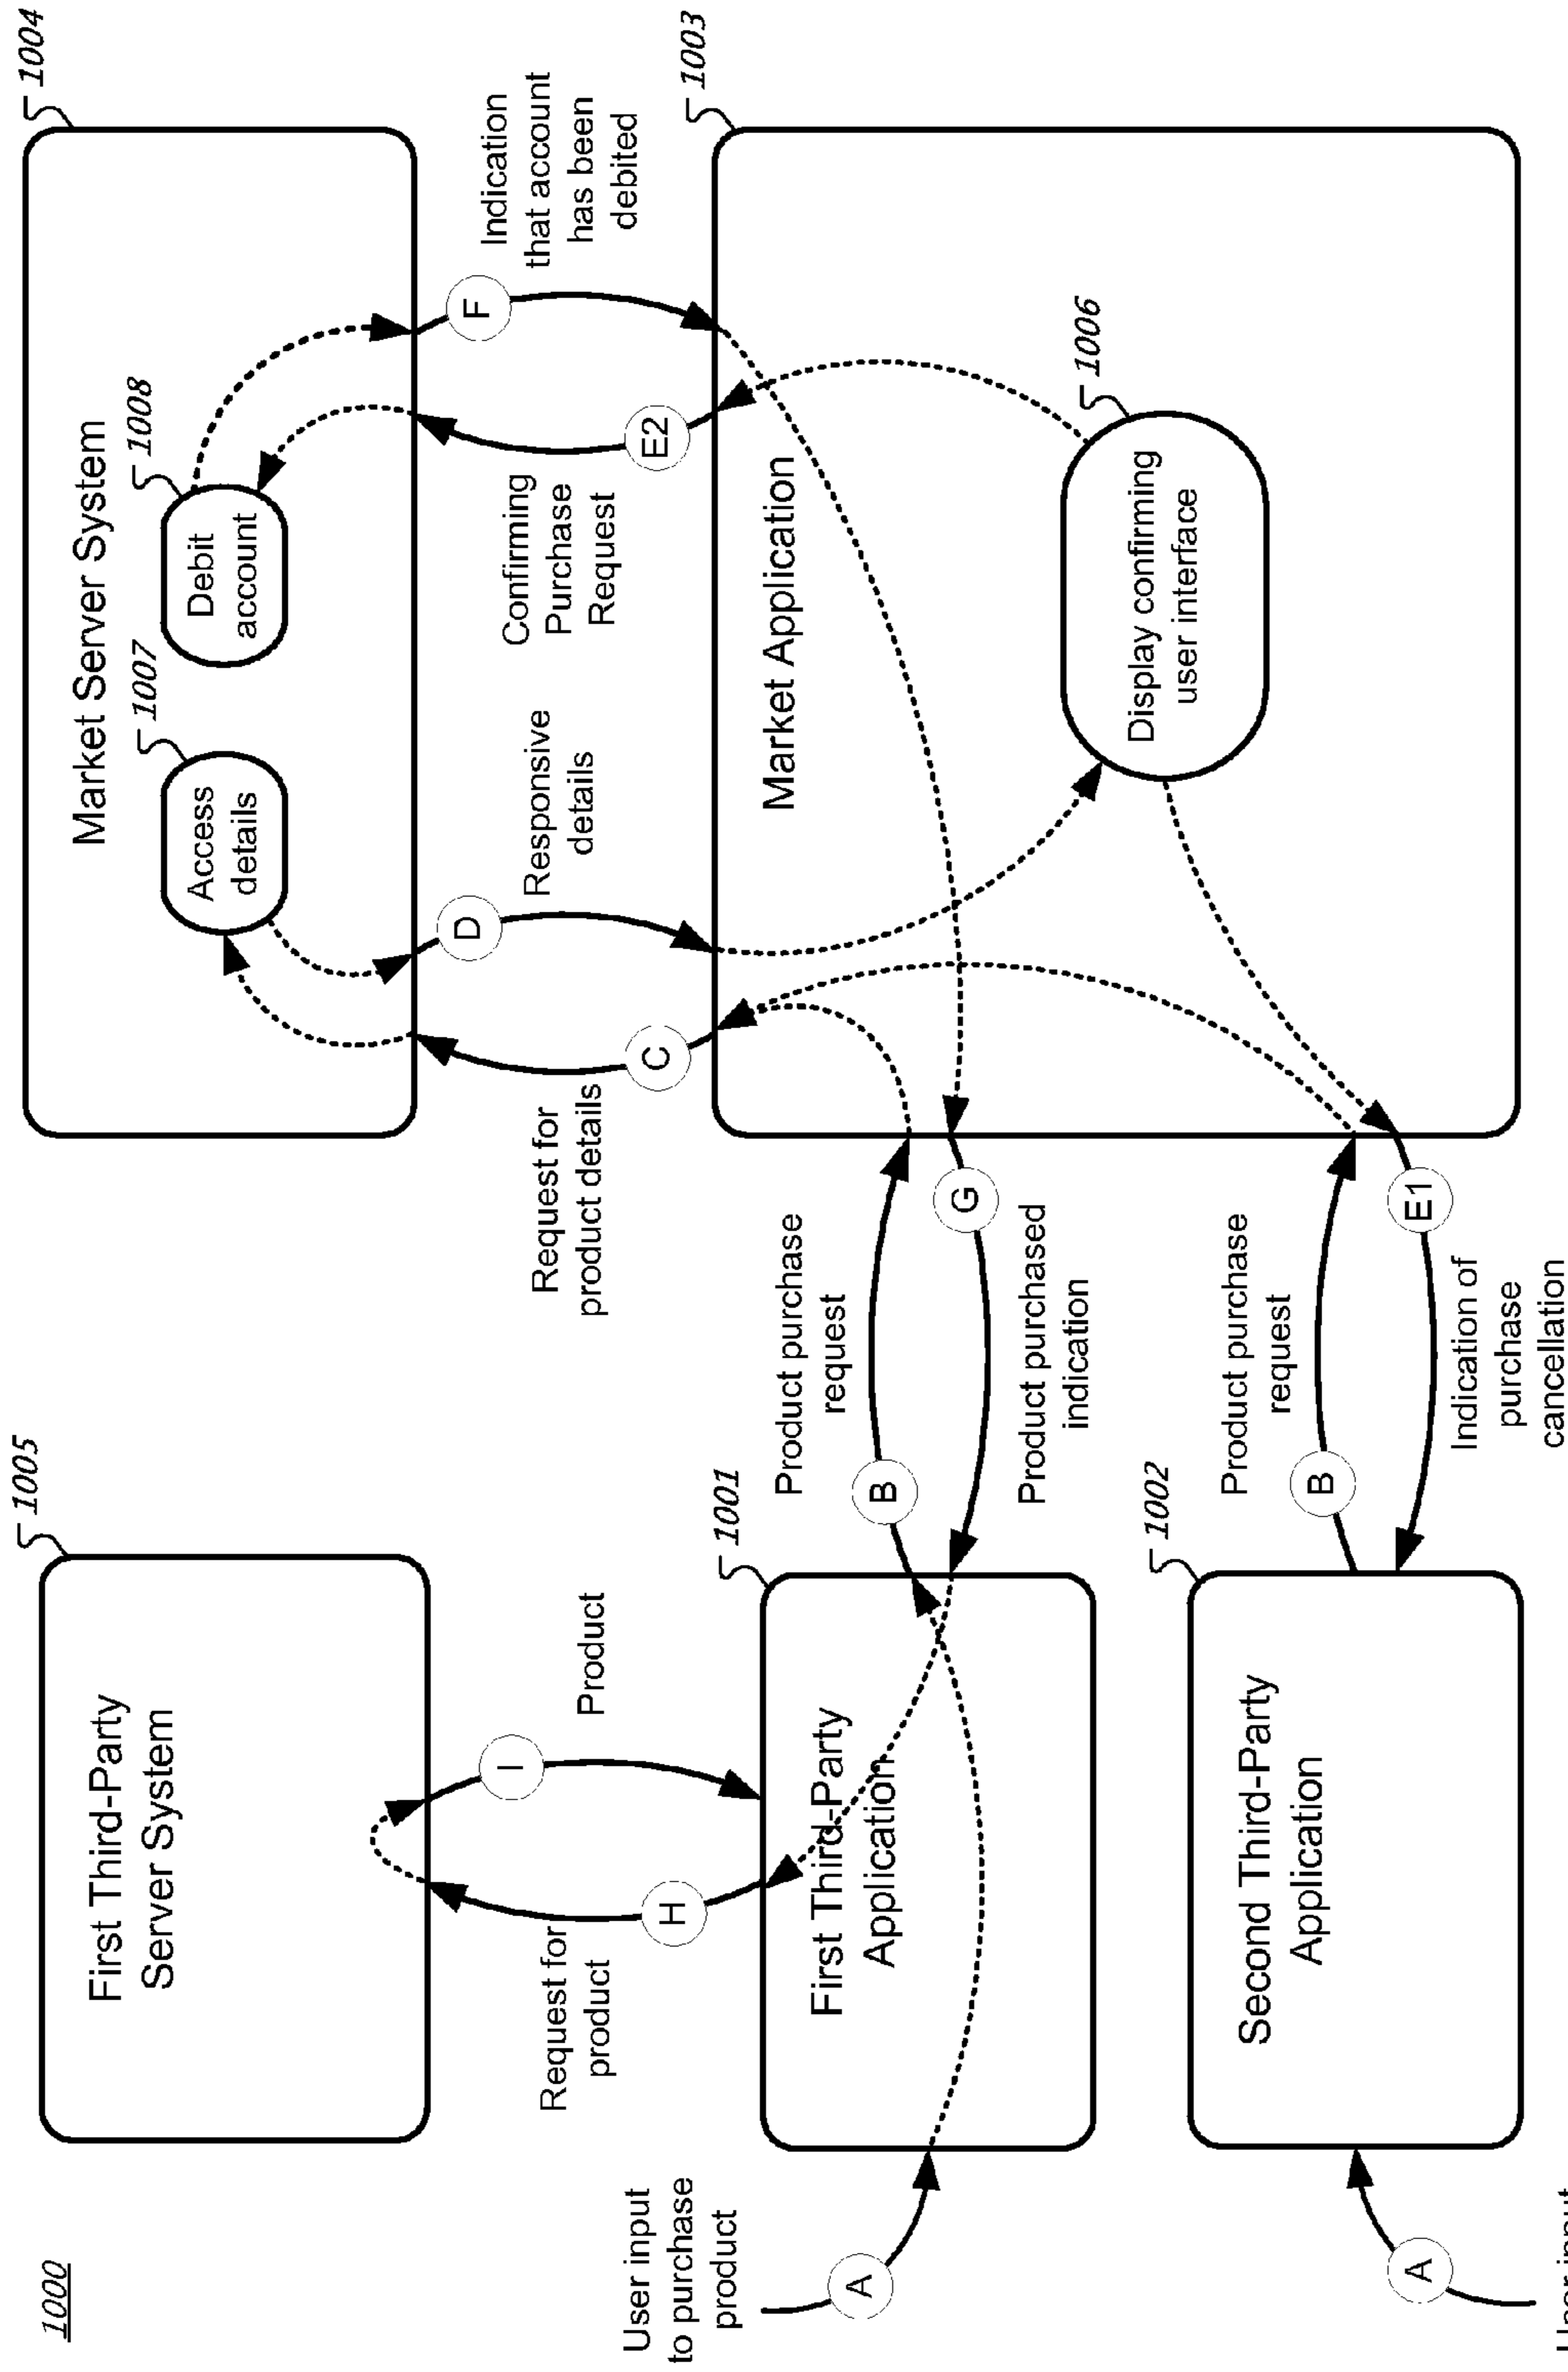 1000
First Third-Party
Server System
1005
Market Server System
1004
Access
details
1007
Debit
account
1008
Request for
product
H
I
Product
Request for
product details
C
D
Responsive
details
Confirming
Purchase
Request
E2
F
Indication
that account
has been
debited
User input
to purchase
product
A
First Third-Party
Application
1001
B
Product purchase
request
G
Product purchased
indication
Market Application
1003
Display confirming
user interface
1006
A
User input
Second Third-Party
Application
1002
B
Product purchase
request
E1
Indication of
purchase
cancellation